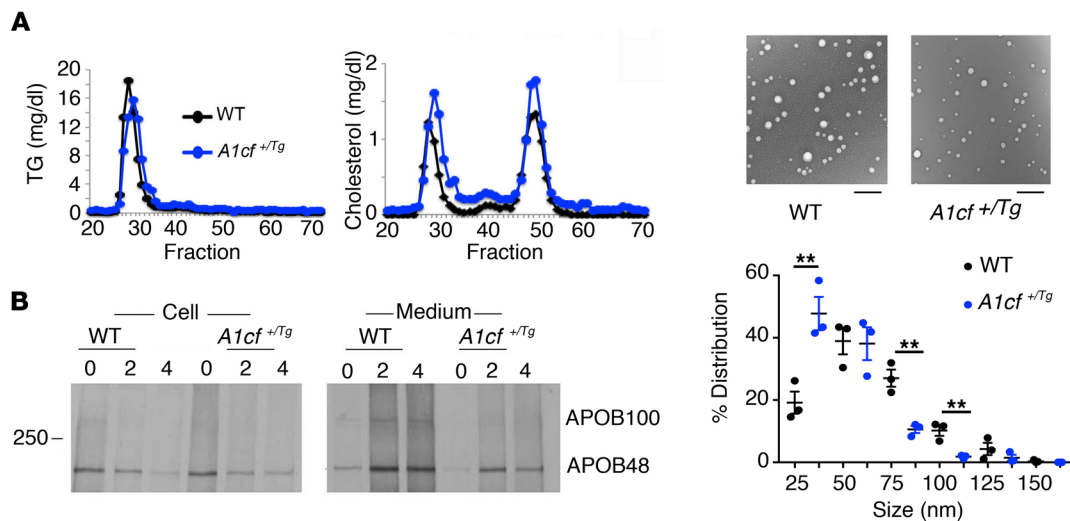 A
TG (mg/dl)
20
16
12
8
4
0
20 30 40 50 60 70
Fraction
WT
A1cf +/Tg
Cholesterol (mg/dl)
2
1
0
20 30 40 50 60 70
Fraction
WT
A1cf +/Tg
B
Cell
WT A1cf +/Tg
0 2 4 0 2 4
250
Medium
WT A1cf +/Tg
0 2 4 0 2 4
APOB100
APOB48
% Distribution
60
40
20
0
**
**
**
WT
A1cf +/Tg
25 50 75 100 125 150
Size (nm)